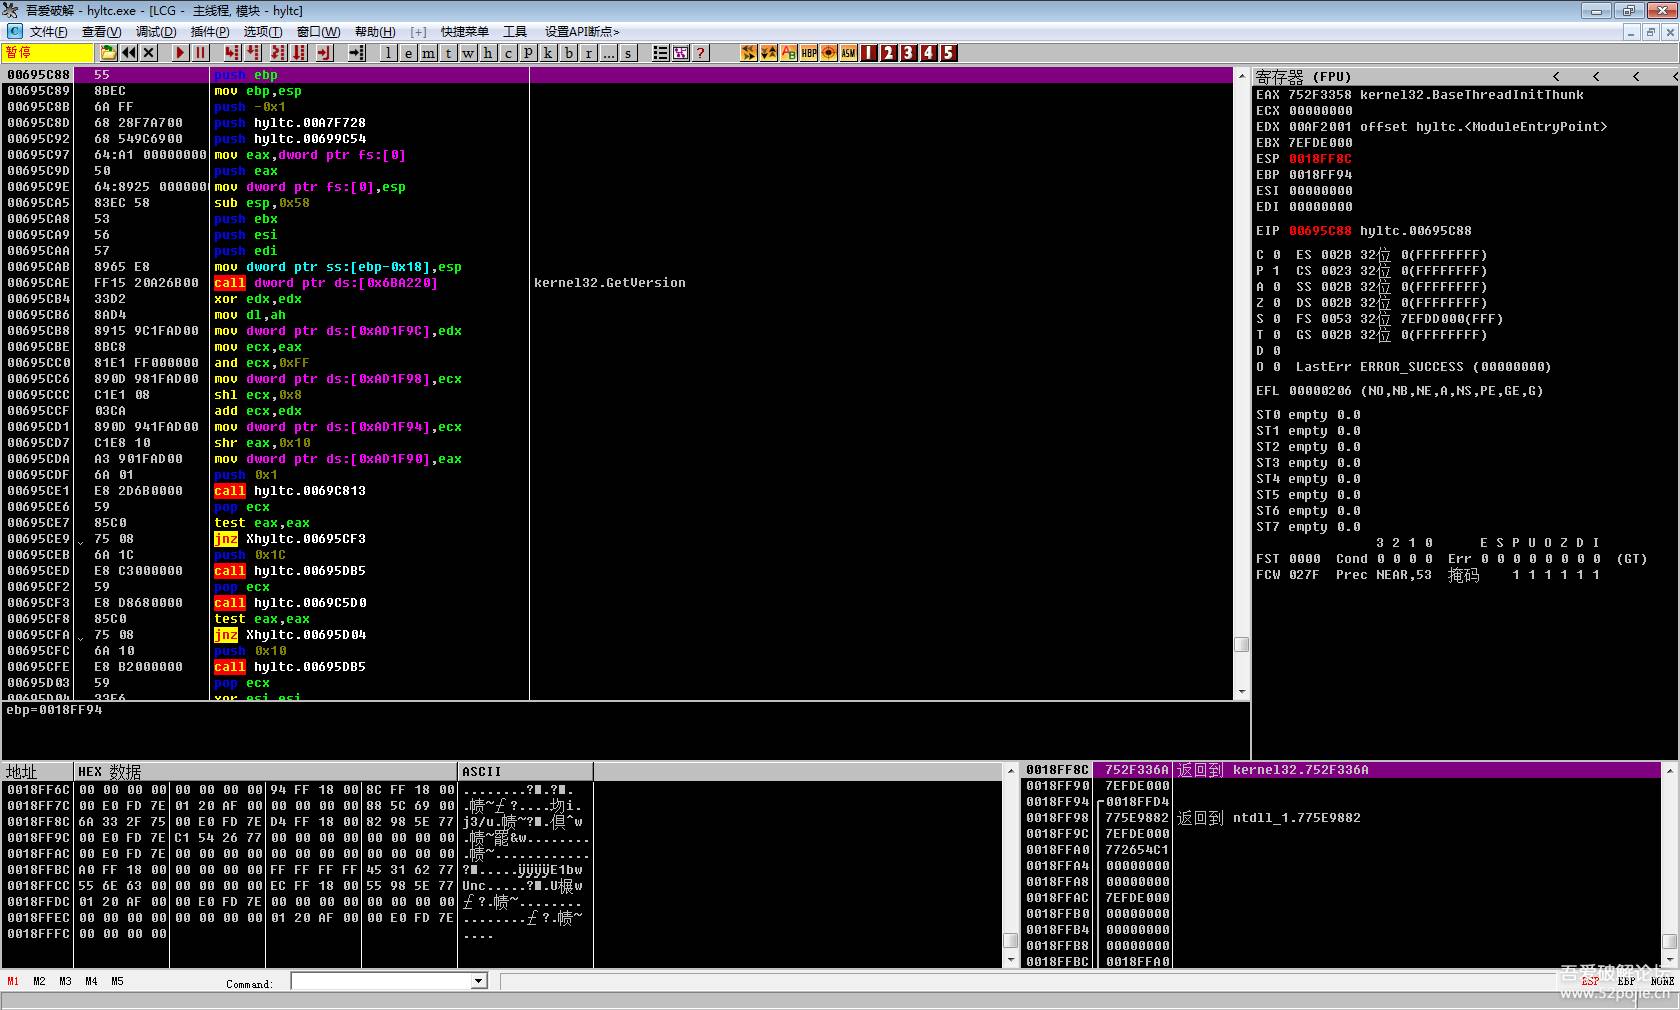 吾爱破解 - hyltc.exe - [LCG - 主线程, 模块 - hyltc]
文件(F) 查看(V) 调试(D) 插件(P) 选项(T) 窗口(W) 帮助(H) [+] 快捷菜单 工具 设置API断点>
暂停 l e m t w h c p k b r ... s ? HBP ASM 1 2 3 4 5
00695C88 55 push ebp
00695C89 8BEC mov ebp,esp
00695C8B 6A FF push -0x1
00695C8D 68 28F7A700 push hyltc.00A7F728
00695C92 68 549C6900 push hyltc.00699C54
00695C97 64:A1 00000000 mov eax,dword ptr fs:[0]
00695C9D 50 push eax
00695C9E 64:8925 0000000 mov dword ptr fs:[0],esp
00695CA5 83EC 58 sub esp,0x58
00695CA8 53 push ebx
00695CA9 56 push esi
00695CAA 57 push edi
00695CAB 8965 E8 mov dword ptr ss:[ebp-0x18],esp
00695CAE FF15 20A26B00 call dword ptr ds:[0x6BA220] kernel32.GetVersion
00695CB4 33D2 xor edx,edx
00695CB6 8AD4 mov dl,ah
00695CB8 8915 9C1FAD00 mov dword ptr ds:[0xAD1F9C],edx
00695CBE 8BC8 mov ecx,eax
00695CC0 81E1 FF000000 and ecx,0xFF
00695CC6 890D 981FAD00 mov dword ptr ds:[0xAD1F98],ecx
00695CCC C1E1 08 shl ecx,0x8
00695CCF 03CA add ecx,edx
00695CD1 890D 941FAD00 mov dword ptr ds:[0xAD1F94],ecx
00695CD7 C1E8 10 shr eax,0x10
00695CDA A3 901FAD00 mov dword ptr ds:[0xAD1F90],eax
00695CDF 6A 01 push 0x1
00695CE1 E8 2D6B0000 call hyltc.0069C813
00695CE6 59 pop ecx
00695CE7 85C0 test eax,eax
00695CE9 75 08 jnz Xhyltc.00695CF3
00695CEB 6A 1C push 0x1C
00695CED E8 C3000000 call hyltc.00695DB5
00695CF2 59 pop ecx
00695CF3 E8 D8680000 call hyltc.0069C5D0
00695CF8 85C0 test eax,eax
00695CFA 75 08 jnz Xhyltc.00695D04
00695CFC 6A 10 push 0x10
00695CFE E8 B2000000 call hyltc.00695DB5
00695D03 59 pop ecx
00695D04 33F6 xor esi,esi
ebp=0018FF94
寄存器 (FPU) < < < <
EAX 752F3358 kernel32.BaseThreadInitThunk
ECX 00000000
EDX 00AF2001 offset hyltc.<ModuleEntryPoint>
EBX 7EFDE000
ESP 0018FF8C
EBP 0018FF94
ESI 00000000
EDI 00000000
EIP 00695C88 hyltc.00695C88
C 0 ES 002B 32位 0(FFFFFFFF)
P 1 CS 0023 32位 0(FFFFFFFF)
A 0 SS 002B 32位 0(FFFFFFFF)
Z 0 DS 002B 32位 0(FFFFFFFF)
S 0 FS 0053 32位 7EFDD000(FFF)
T 0 GS 002B 32位 0(FFFFFFFF)
D 0
O 0 LastErr ERROR_SUCCESS (00000000)
EFL 00000206 (NO,NB,NE,A,NS,PE,GE,G)
ST0 empty 0.0
ST1 empty 0.0
ST2 empty 0.0
ST3 empty 0.0
ST4 empty 0.0
ST5 empty 0.0
ST6 empty 0.0
ST7 empty 0.0
3 2 1 0 E S P U O Z D I
FST 0000 Cond 0 0 0 0 Err 0 0 0 0 0 0 0 0 (GT)
FCW 027F Prec NEAR,53 掩码 1 1 1 1 1 1
地址 HEX 数据 ASCII
0018FF6C 00 00 00 00 00 00 00 00 94 FF 18 00 8C FF 18 00
0018FF7C 00 E0 FD 7E 01 20 AF 00 00 00 00 00 88 5C 69 00
0018FF8C 6A 33 2F 75 00 E0 FD 7E D4 FF 18 00 82 98 5E 77
0018FF9C 00 E0 FD 7E C1 54 26 77 00 00 00 00 00 00 00 00
0018FFAC 00 E0 FD 7E 00 00 00 00 00 00 00 00 00 00 00 00
0018FFBC A0 FF 18 00 00 00 00 00 FF FF FF FF 45 31 62 77
0018FFCC 55 6E 63 00 00 00 00 00 EC FF 18 00 55 98 5E 77
0018FFDC 01 20 AF 00 00 E0 FD 7E 00 00 00 00 00 00 00 00
0018FFEC 00 00 00 00 00 00 00 00 01 20 AF 00 00 E0 FD 7E
0018FFFC 00 00 00 00 ....
0018FF8C 752F336A 返回到 kernel32.752F336A
0018FF90 7EFDE000
0018FF94 0018FFD4
0018FF98 775E9882 返回到 ntdll_1.775E9882
0018FF9C 7EFDE000
0018FFA0 772654C1
0018FFA4 00000000
0018FFA8 00000000
0018FFAC 7EFDE000
0018FFB0 00000000
0018FFB4 00000000
0018FFB8 00000000
0018FFBC 0018FFA0
M1 M2 M3 M4 M5 Command: ESP EBP NONE
吾爱破解论坛
www.52pojie.cn